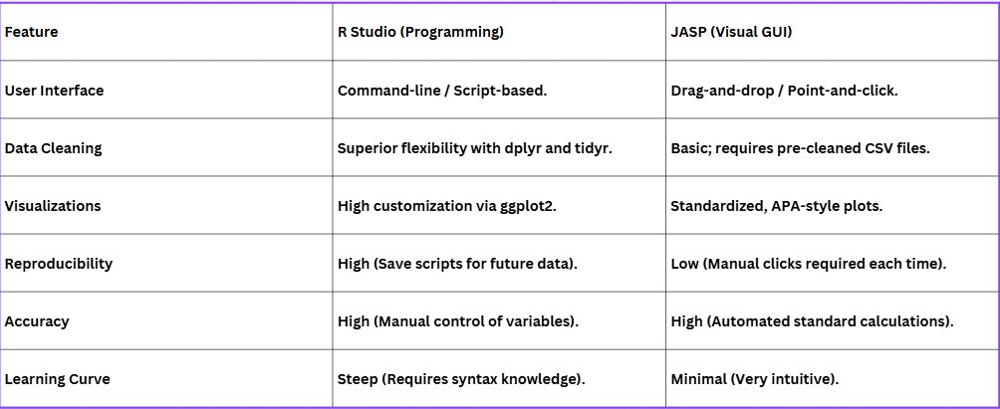 Feature R Studio (Programming) JASP (Visual GUI)
User Interface Command-line / Script-based. Drag-and-drop / Point-and-click.
Data Cleaning Superior flexibility with dplyr and tidyr. Basic; requires pre-cleaned CSV files.
Visualizations High customization via ggplot2. Standardized, APA-style plots.
Reproducibility High (Save scripts for future data). Low (Manual clicks required each time).
Accuracy High (Manual control of variables). High (Automated standard calculations).
Learning Curve Steep (Requires syntax knowledge). Minimal (Very intuitive).